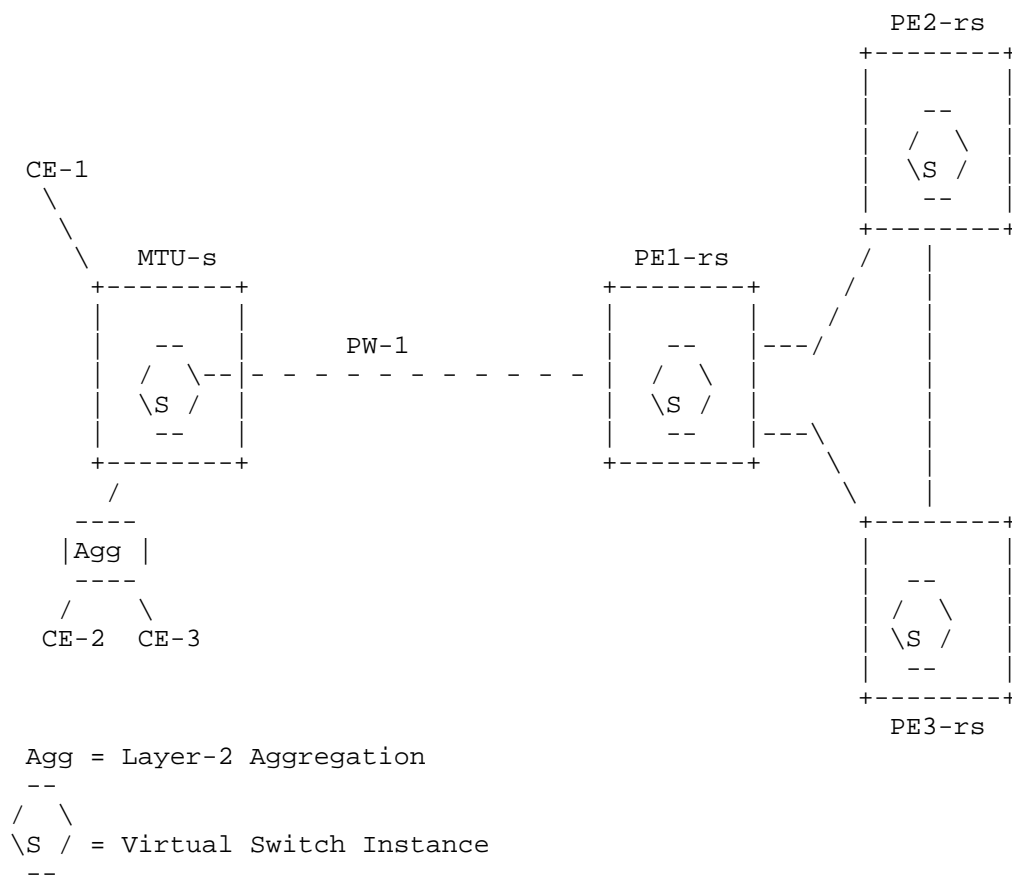 PE2-rs
CE-1
S
MTU-s
PE1-rs
PW-1
S
S
Agg
CE-2 CE-3
S
PE3-rs
Agg = Layer-2 Aggregation
S = Virtual Switch Instance